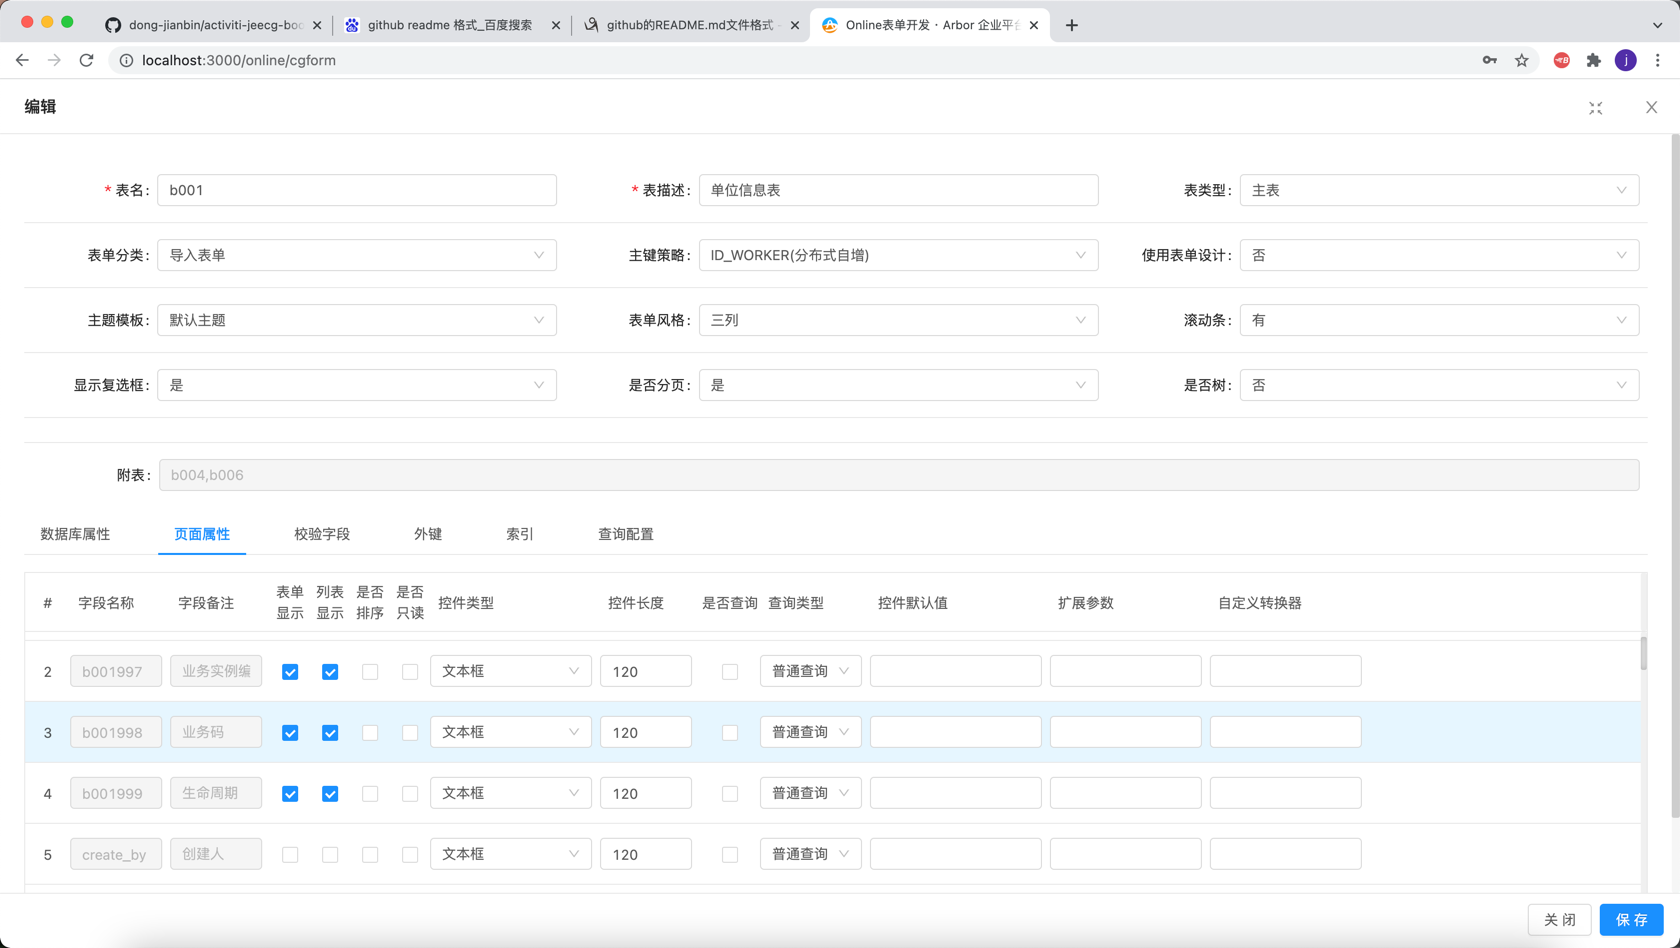 dong-jianbin/activiti-jeecg-boo
github readme 格式_百度搜索
github的README.md文件格式 -
Online表单开发 · Arbor 企业平台
localhost:3000/online/cgform
j
编辑
* 表名: b001
* 表描述: 单位信息表
表类型: 主表
表单分类: 导入表单
主键策略: ID_WORKER(分布式自增)
使用表单设计: 否
主题模板: 默认主题
表单风格: 三列
滚动条: 有
显示复选框: 是
是否分页: 是
是否树: 否
附表: b004,b006
数据库属性 页面属性 校验字段 外键 索引 查询配置
# 字段名称 字段备注 表单显示 列表显示 是否排序 是否只读 控件类型 控件长度 是否查询 查询类型 控件默认值 扩展参数 自定义转换器
2 b001997 业务实例编 文本框 120 普通查询
3 b001998 业务码 文本框 120 普通查询
4 b001999 生命周期 文本框 120 普通查询
5 create_by 创建人 文本框 120 普通查询
关 闭 保 存